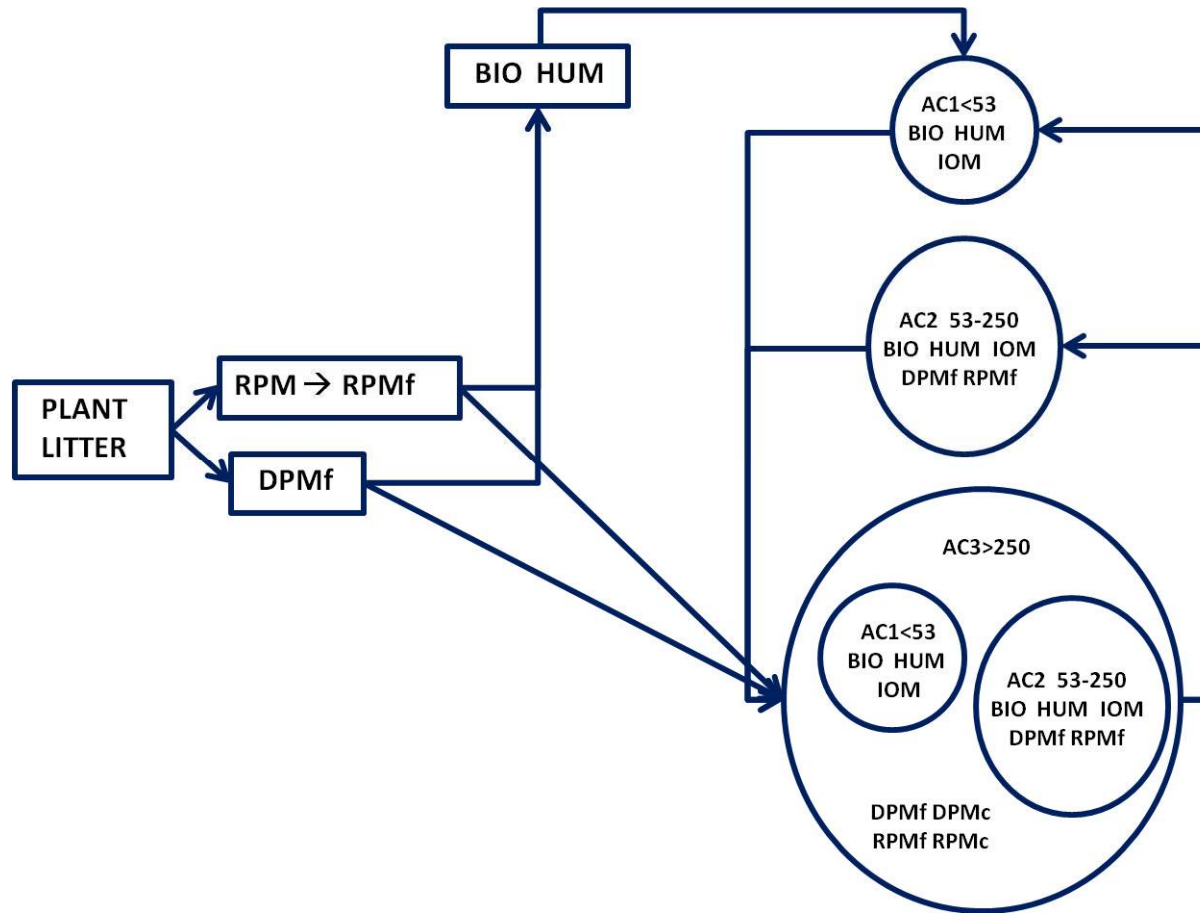 BIO HUM
AC1<53
BIO HUM
IOM
AC2 53-250
BIO HUM IOM
DPMf RPMf
RPM → RPMf
PLANT
LITTER
DPMf
AC3>250
AC1<53
BIO HUM
IOM
AC2 53-250
BIO HUM IOM
DPMf RPMf
DPMf DPMc
RPMf RPMc